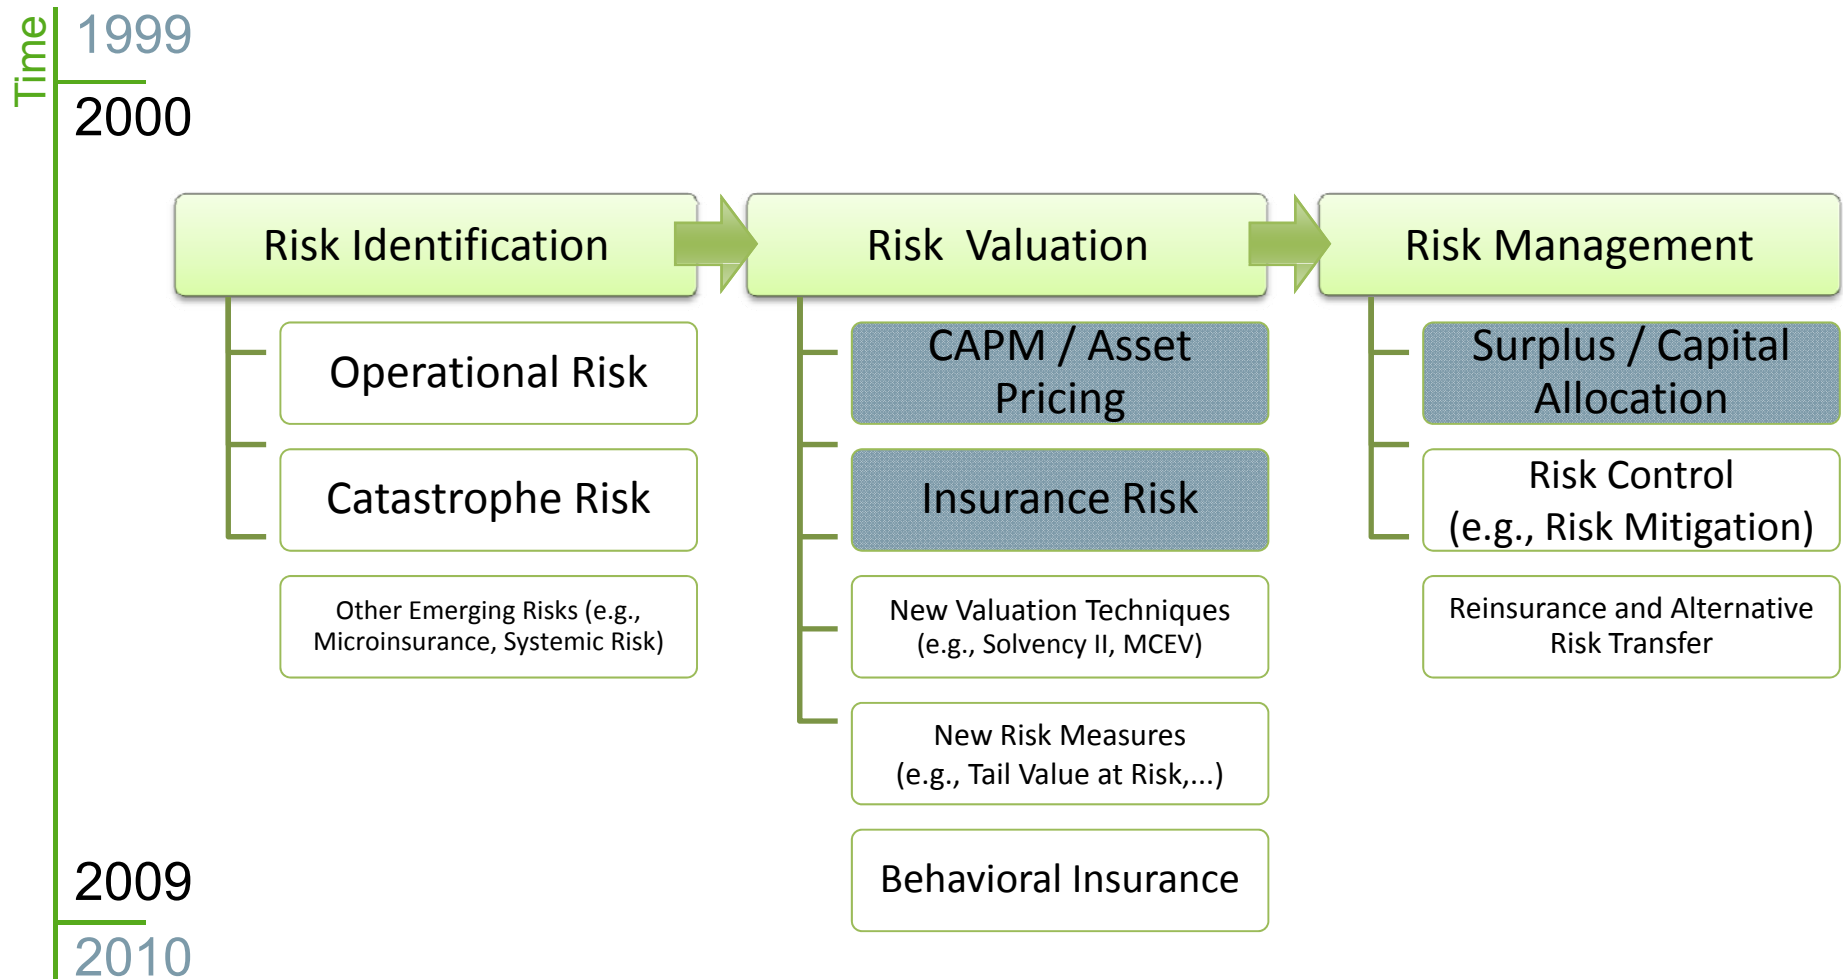 Time
1999
2000
Risk Identification
Operational Risk
Catastrophe Risk
Other Emerging Risks (e.g.,
Microinsurance, Systemic Risk)
Risk Valuation
CAPM / Asset
Pricing
Insurance Risk
New Valuation Techniques
(e.g., Solvency II, MCEV)
New Risk Measures
(e.g., Tail Value at Risk,...)
Behavioral Insurance
Risk Management
Surplus / Capital
Allocation
Risk Control
(e.g., Risk Mitigation)
Reinsurance and Alternative
Risk Transfer
2009
2010